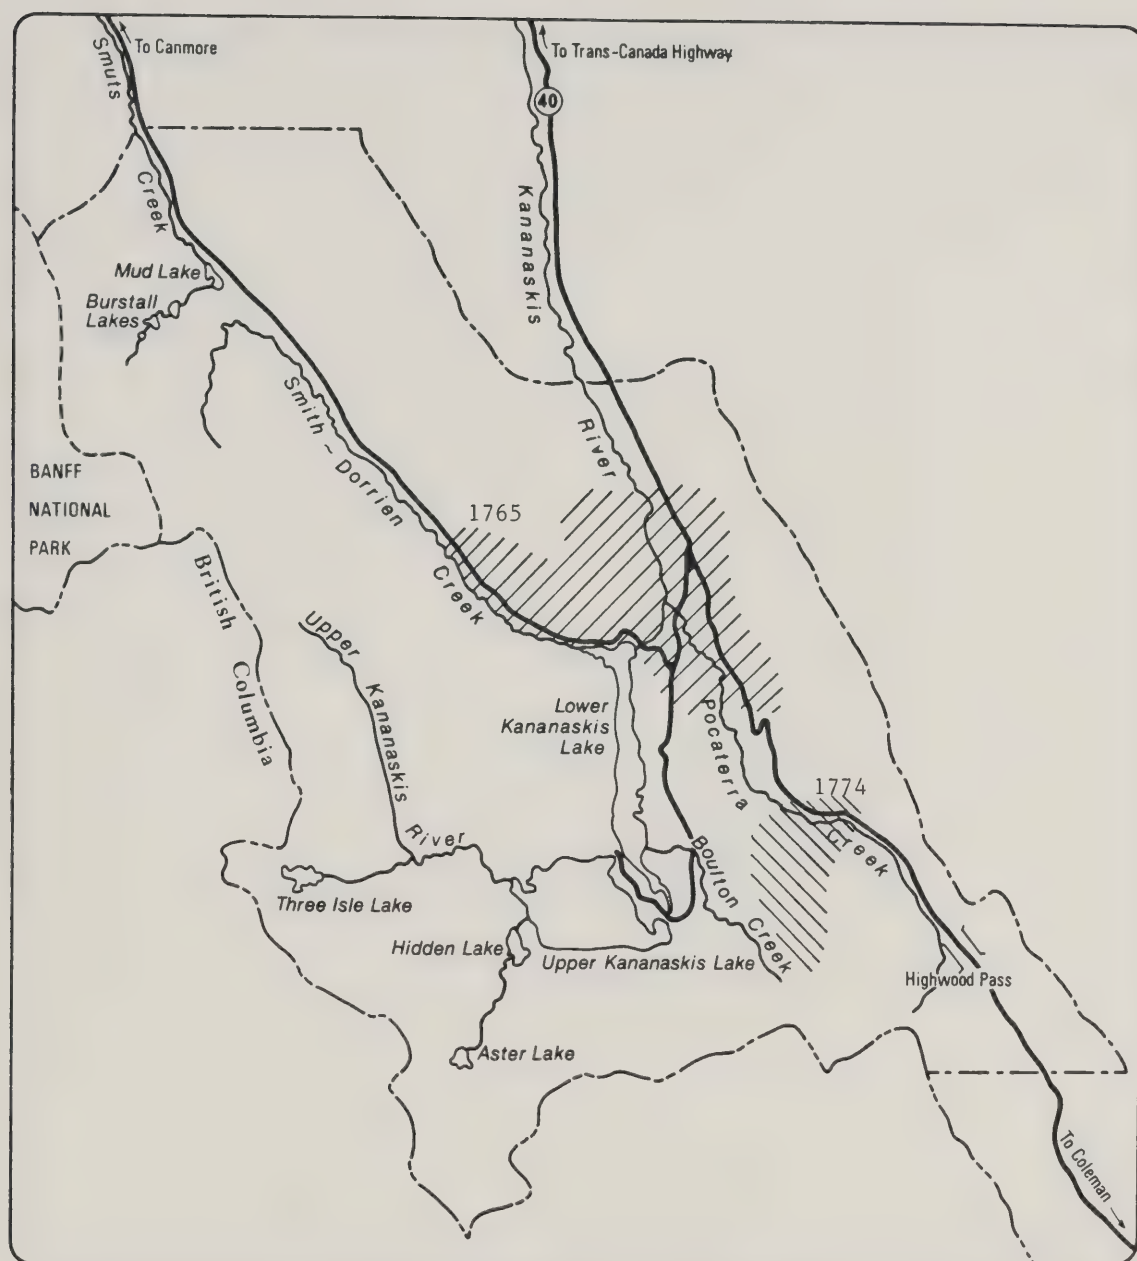 To Canmore
To Trans-Canada Highway
40
Smuts
Creek
Kananaskis
River
Mud Lake
Burstall
Lakes
Smith-Dorrien
Creek
BANFF
NATIONAL
PARK
1765
British
Columbia
Upper
Kananaskis
River
Lower
Kananaskis
Lake
Pocaterra
Creek
1774
Boulton
Creek
Three Isle Lake
Hidden Lake
Upper Kananaskis Lake
Highwood Pass
Aster Lake
To Coleman